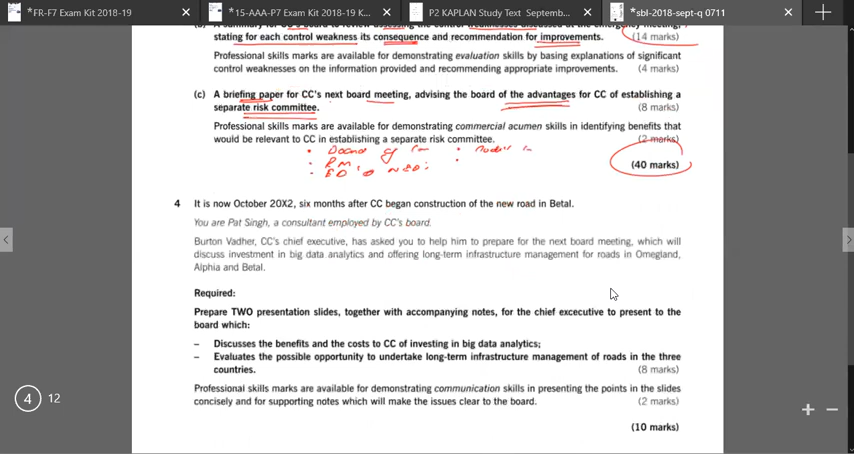 *FR-F7 Exam Kit 2018-19
*15-AAA-P7 Exam Kit 2018-19 K...
P2 KAPLAN Study Text Septemb...
*sbl-2018-sept-q 0711
stating for each control weakness its consequence and recommendation for improvements. (14 marks)
Professional skills marks are available for demonstrating evaluation skills by basing explanations of significant
control weaknesses on the information provided and recommending appropriate improvements. (4 marks)
(c) A briefing paper for CC's next board meeting, advising the board of the advantages for CC of establishing a
separate risk committee. (8 marks)
Professional skills marks are available for demonstrating commercial acumen skills in identifying benefits that
would be relevant to CC in establishing a separate risk committee. (2 marks)
(40 marks)
4 It is now October 20X2, six months after CC began construction of the new road in Betal.
You are Pat Singh, a consultant employed by CC's board.
Burton Vadher, CC's chief executive, has asked you to help him to prepare for the next board meeting, which will
discuss investment in big data analytics and offering long-term infrastructure management for roads in Omegland,
Alphia and Betal.
Required:
Prepare TWO presentation slides, together with accompanying notes, for the chief excecutive to present to the
board which:
– Discusses the benefits and the costs to CC of investing in big data analytics;
– Evaluates the possible opportunity to undertake long-term infrastructure management of roads in the three
countries. (8 marks)
Professional skills marks are available for demonstrating communication skills in presenting the points in the slides
concisely and for supporting notes which will make the issues clear to the board. (2 marks)
(10 marks)
4 12